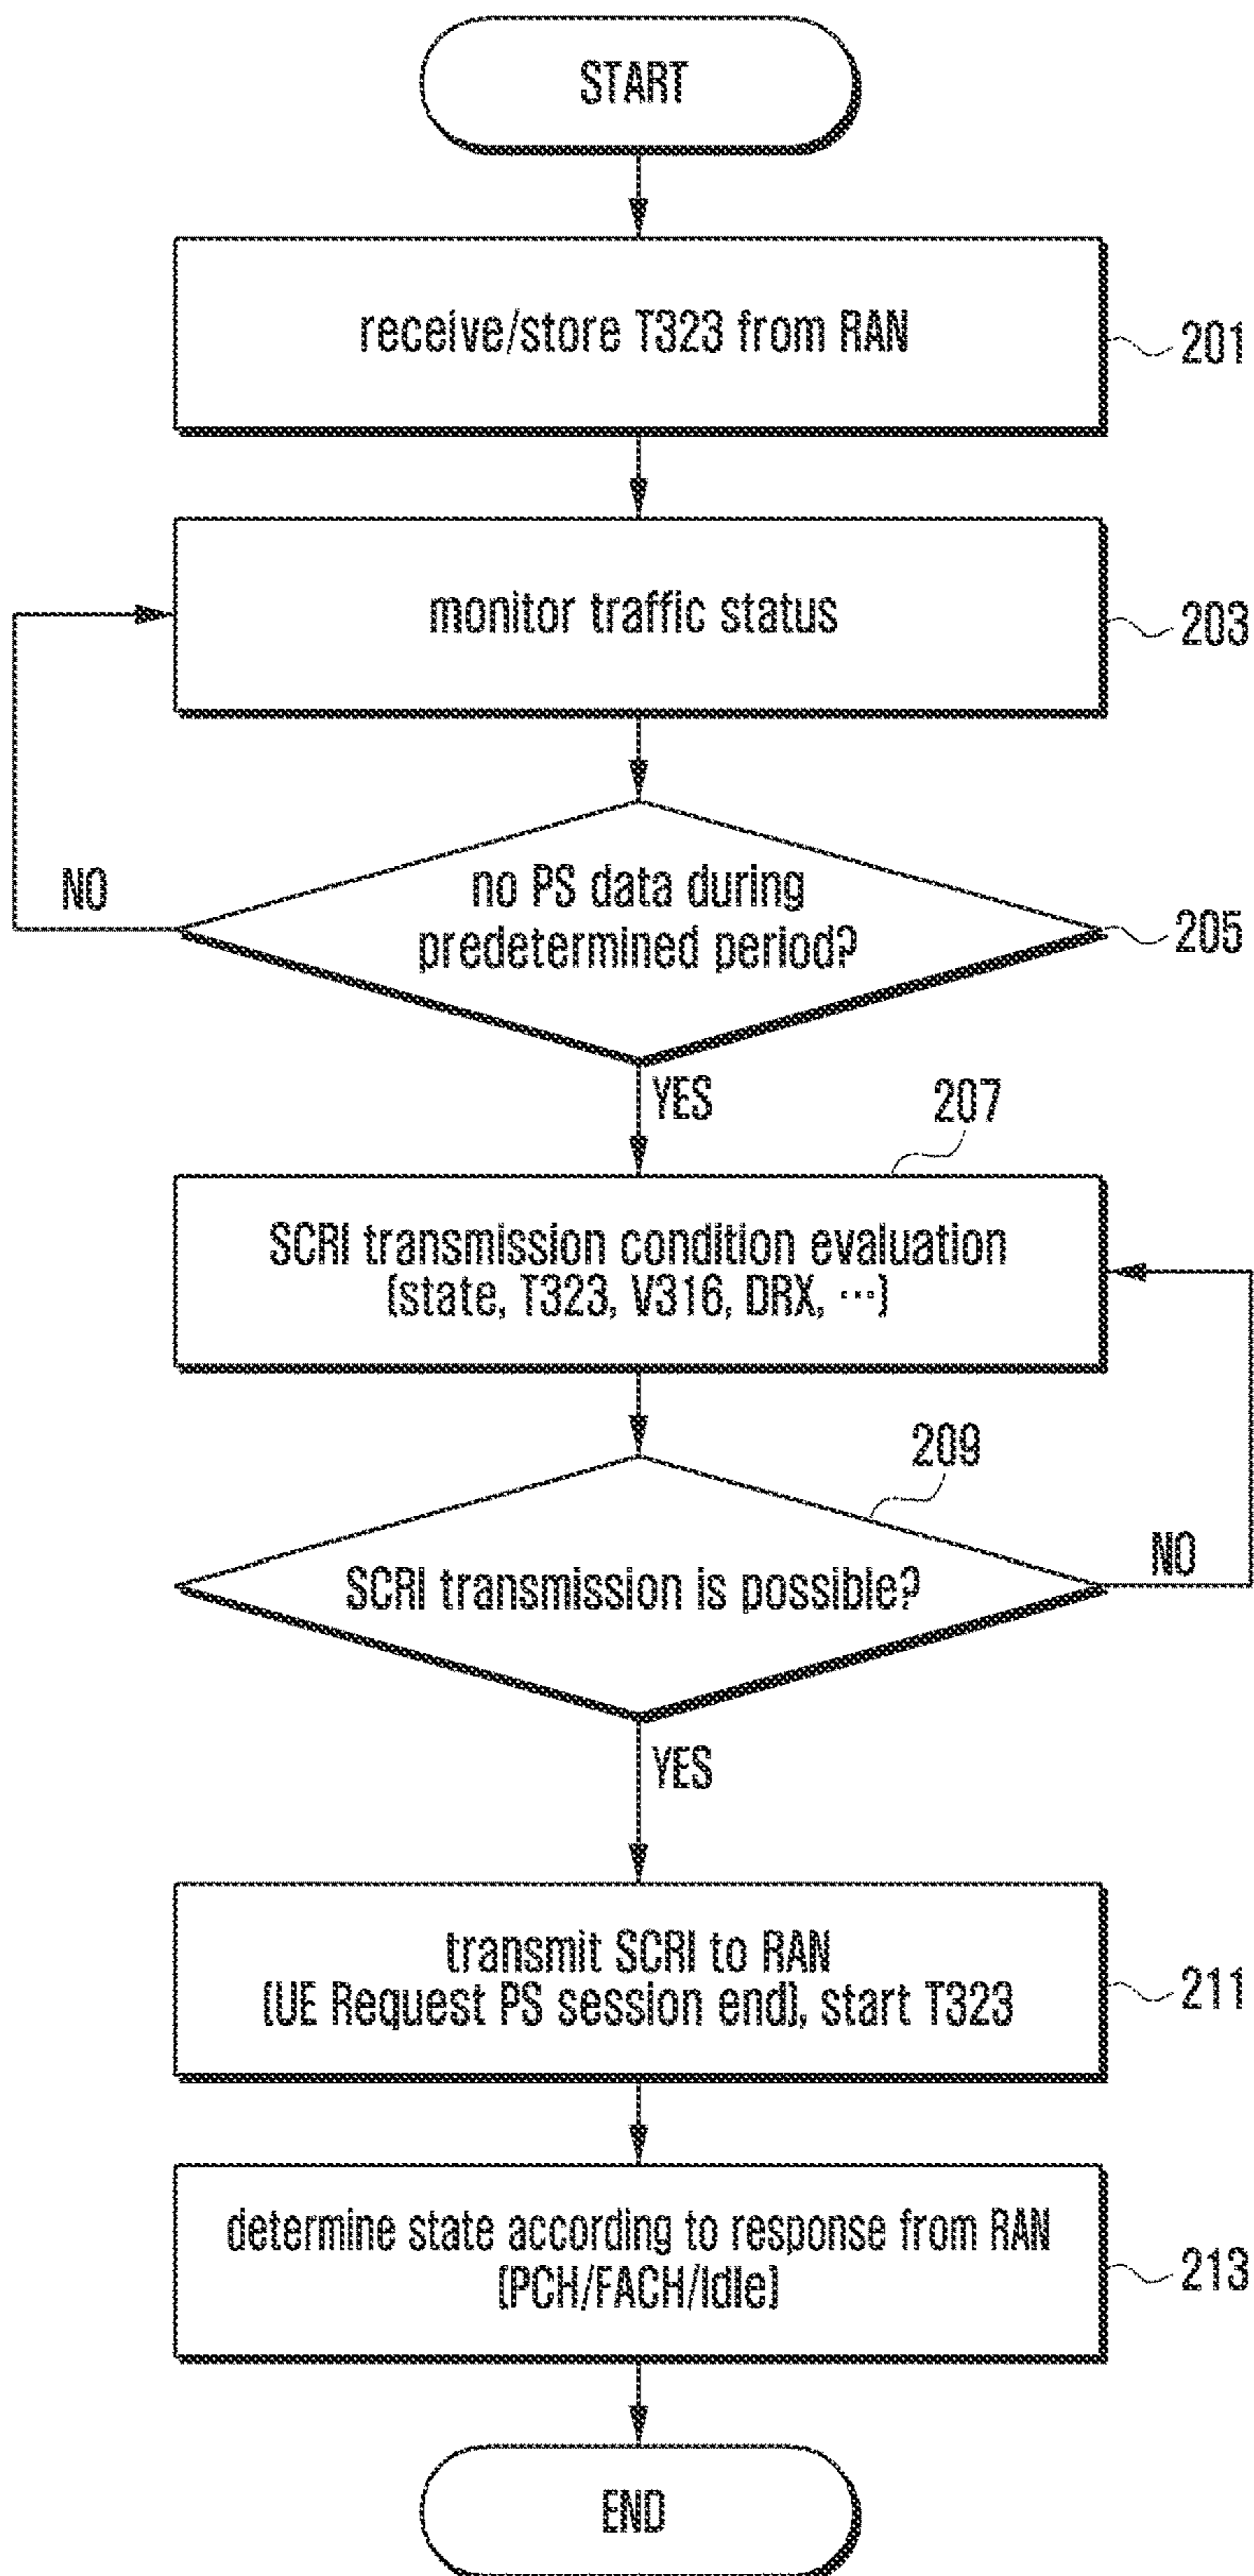 START
receive/store T323 from RAN
201
monitor traffic status
203
NO
no PS data during
predetermined period?
205
YES
207
SCRI transmission condition evaluation
(state, T323, V316, DRX, ···)
209
SCRI transmission is possible?
NO
YES
transmit SCRI to RAN
(UE Request PS session end), start T323
211
determine state according to response from RAN
(PCH/FACH/Idle)
213
END